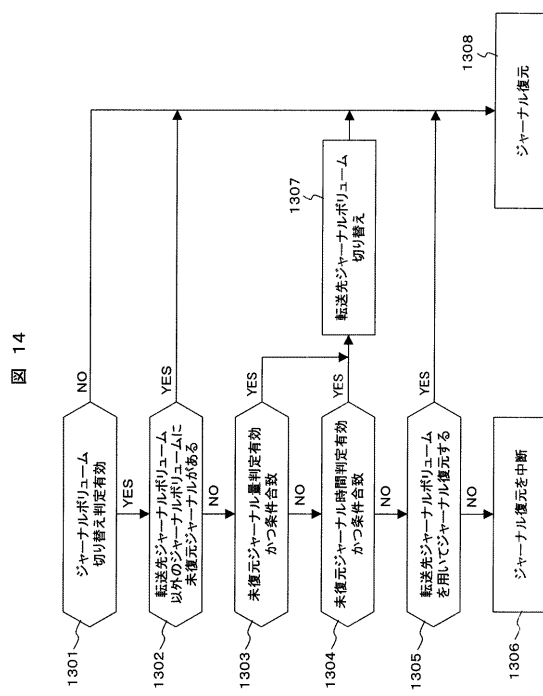 図 14
1301
ジャーナルボリューム
切り替え判定有効
NO
YES
1302
転送先ジャーナルボリューム
以外のジャーナルボリュームに
未復元ジャーナルがある
YES
NO
1303
未復元ジャーナル量判定有効
かつ条件合致
YES
NO
1304
未復元ジャーナル時間判定有効
かつ条件合致
YES
NO
1307
転送先ジャーナルボリューム
切り替え
1305
転送先ジャーナルボリューム
を用いてジャーナル復元する
YES
NO
1306
ジャーナル復元を中断
1308
ジャーナル復元